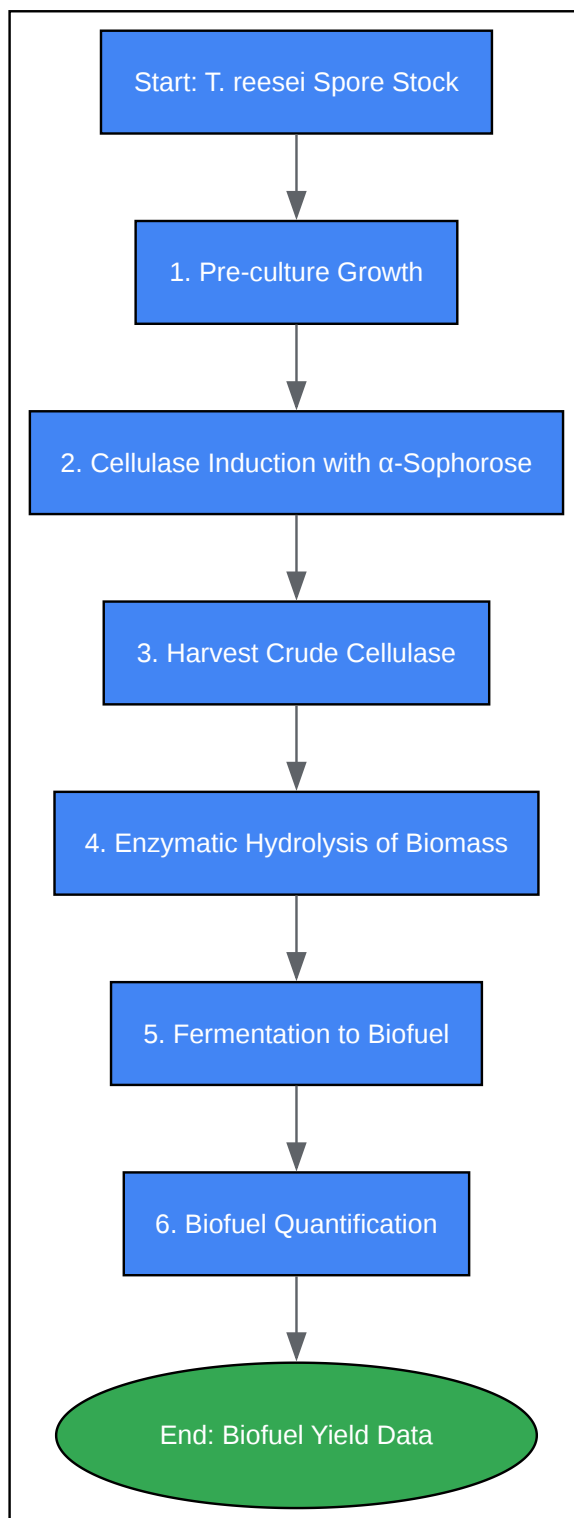 Start: T. reesei Spore Stock
1. Pre-culture Growth
2. Cellulase Induction with α-Sophorose
3. Harvest Crude Cellulase
4. Enzymatic Hydrolysis of Biomass
5. Fermentation to Biofuel
6. Biofuel Quantification
End: Biofuel Yield Data